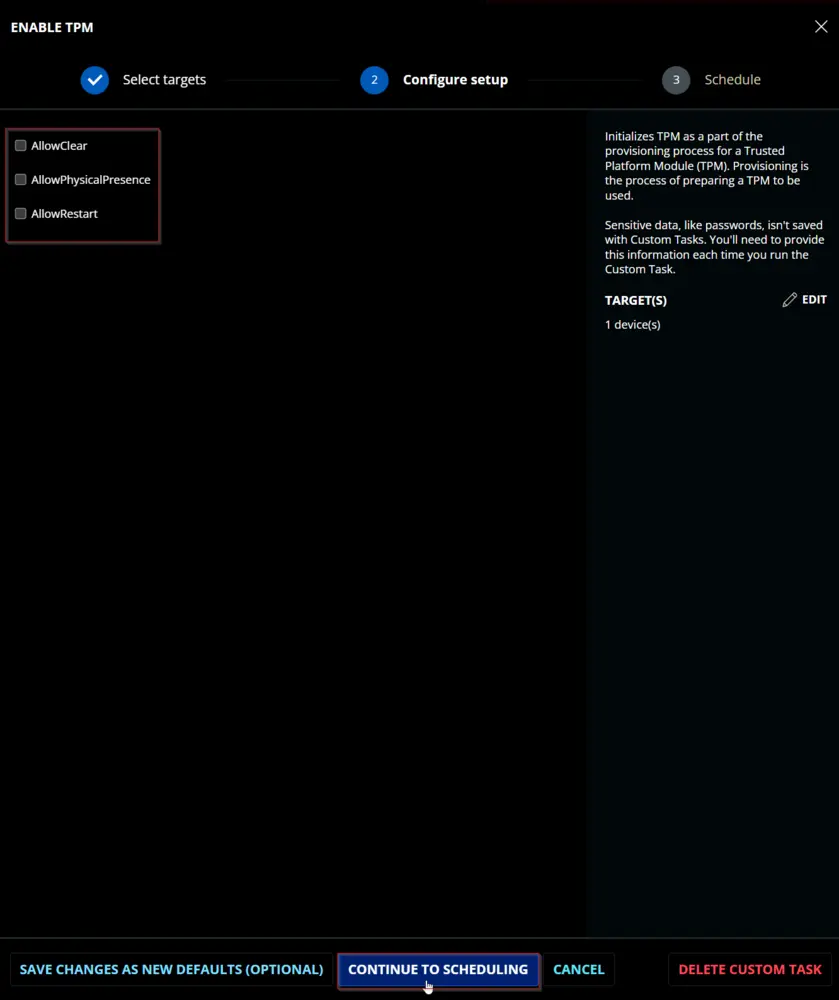 ENABLE TPM
Select targets
2
Configure setup
3
Schedule
AllowClear
AllowPhysicalPresence
AllowRestart
Initializes TPM as a part of the
provisioning process for a Trusted
Platform Module (TPM). Provisioning is
the process of preparing a TPM to be
used.
Sensitive data, like passwords, isn't saved
with Custom Tasks. You'll need to provide
this information each time you run the
Custom Task.
TARGET(S)
EDIT
1 device(s)
SAVE CHANGES AS NEW DEFAULTS (OPTIONAL)
CONTINUE TO SCHEDULING
CANCEL
DELETE CUSTOM TASK